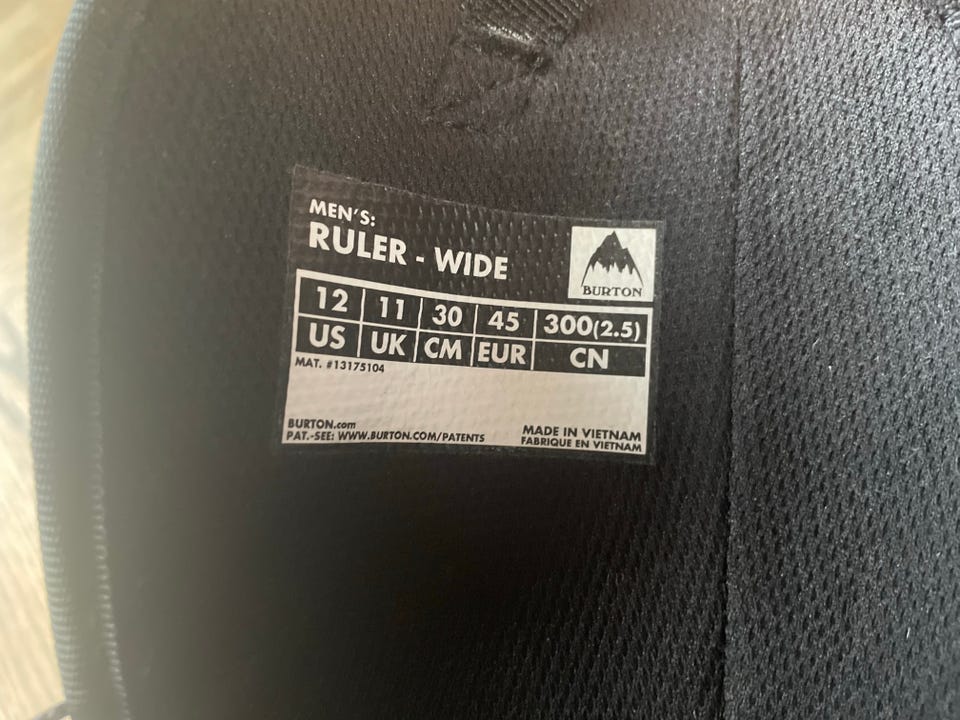 MEN'S:
RULER - WIDE
BURTON
12 11 30 45 300(2.5)
US UK CM EUR CN
MAT. #13175104
BURTON.com
PAT.-SEE: WWW.BURTON.COM/PATENTS
MADE IN VIETNAM
FABRIQUE EN VIETNAM